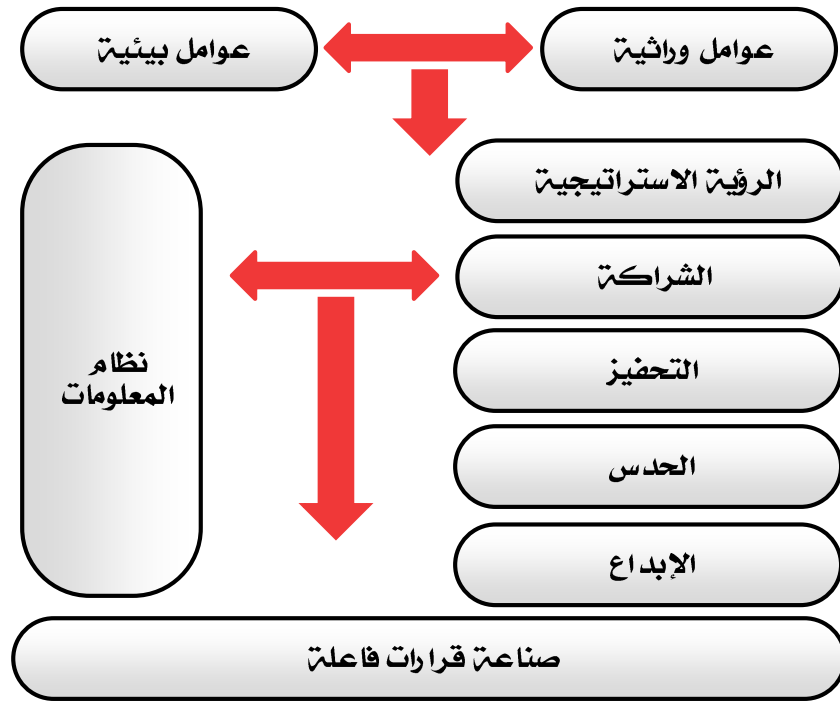 عوامل وراثية
عوامل بيئية
الرؤية الاستراتيجية
الشراكة
التحفيز
الحدس
الإبداع
نظام
المعلومات
صناعة قرارات فاعلة